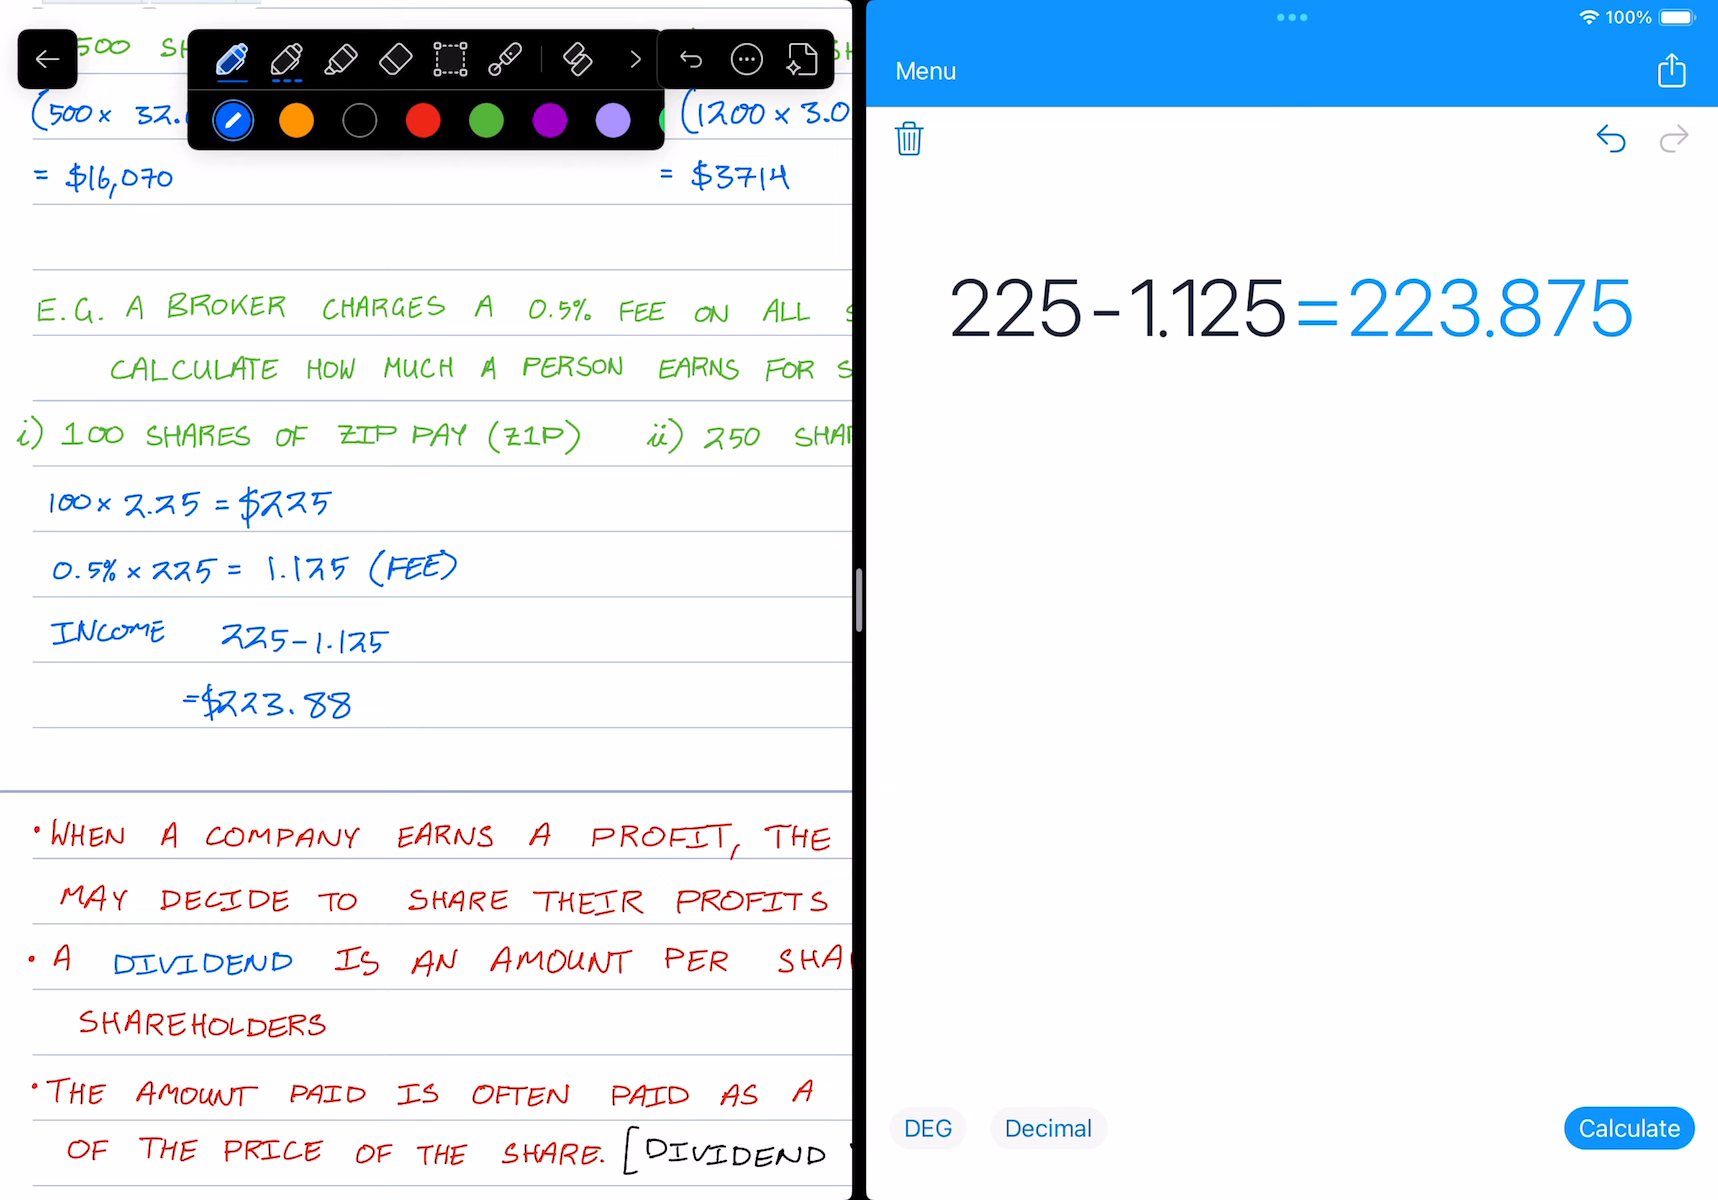 500 SH
(500 x 32.
= $16,070
(1200 x 3.0
= $3714
E.G. A BROKER CHARGES A 0.5% FEE ON ALL S
CALCULATE HOW MUCH A PERSON EARNS FOR S
i) 100 SHARES OF ZIP PAY (Z1P) ii) 250 SHA
100 x 2.25 = $225
0.5% x 225 = 1.125 (FEE)
INCOME 225-1.125
=$223.88
•WHEN A COMPANY EARNS A PROFIT, THE
MAY DECIDE TO SHARE THEIR PROFITS
• A DIVIDEND IS AN AMOUNT PER SHA
SHAREHOLDERS
•THE AMOUNT PAID IS OFTEN PAID AS A
OF THE PRICE OF THE SHARE. [DIVIDEND
100%
Menu
225-1.125=223.875
DEG Decimal Calculate